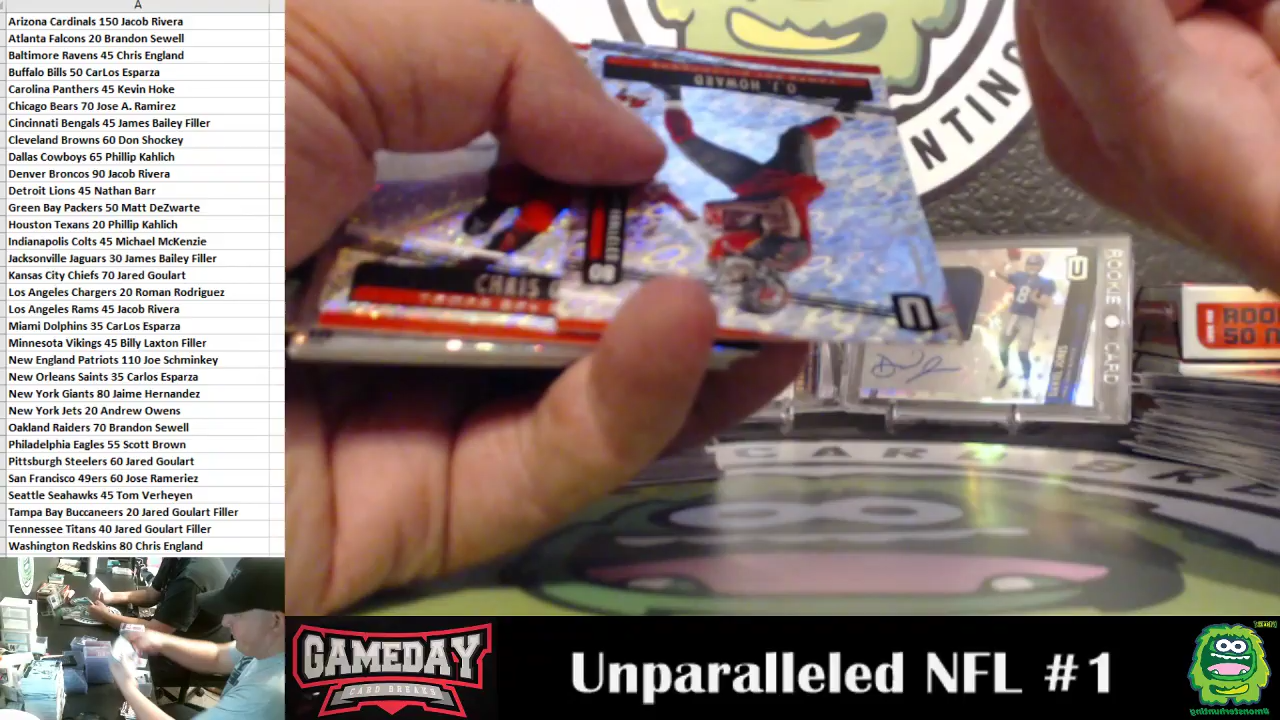 A
Arizona Cardinals 150 Jacob Rivera
Atlanta Falcons 20 Brandon Sewell
Baltimore Ravens 45 Chris England
Buffalo Bills 50 CarLos Esparza
Carolina Panthers 45 Kevin Hoke
Chicago Bears 70 Jose A. Ramirez
Cincinnati Bengals 45 James Bailey Filler
Cleveland Browns 60 Don Shockey
Dallas Cowboys 65 Phillip Kahlich
Denver Broncos 90 Jacob Rivera
Detroit Lions 45 Nathan Barr
Green Bay Packers 50 Matt DeZwarte
Houston Texans 20 Phillip Kahlich
Indianapolis Colts 45 Michael McKenzie
Jacksonville Jaguars 30 James Bailey Filler
Kansas City Chiefs 70 Jared Goulart
Los Angeles Chargers 20 Roman Rodriguez
Los Angeles Rams 45 Jacob Rivera
Miami Dolphins 35 CarLos Esparza
Minnesota Vikings 45 Billy Laxton Filler
New England Patriots 110 Joe Schminkey
New Orleans Saints 35 Carlos Esparza
New York Giants 80 Jaime Hernandez
New York Jets 20 Andrew Owens
Oakland Raiders 70 Brandon Sewell
Philadelphia Eagles 55 Scott Brown
Pittsburgh Steelers 60 Jared Goulart
San Francisco 49ers 60 Jose Rameriez
Seattle Seahawks 45 Tom Verheyen
Tampa Bay Buccaneers 20 Jared Goulart Filler
Tennessee Titans 40 Jared Goulart Filler
Washington Redskins 80 Chris England
O.J. HOWARD
80
CHRIS
NTING
ROOKIE CARD
8
CARD BRE
GAMEDAY
CARD BREAKS
Unparalleled NFL #1
#monsterhunting